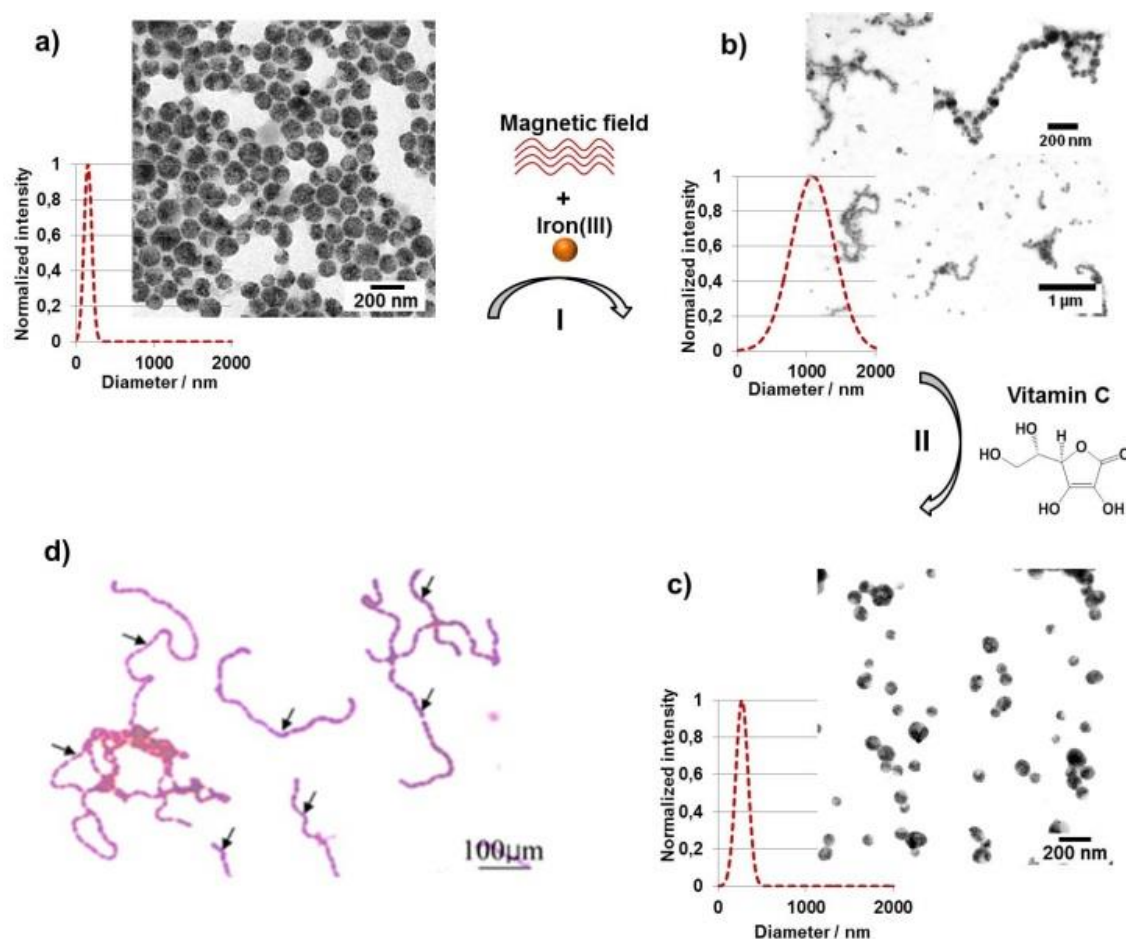 a)
Normalized intensity
1
0,8
0,6
0,4
0,2
0
0
1000
2000
Diameter / nm
200 nm
Magnetic field
+
Iron(III)
I
b)
200 nm
1 µm
Normalized intensity
1
0,8
0,6
0,4
0,2
0
0
1000
2000
Diameter / nm
II
Vitamin C
HO
H
O
O
HO
HO
OH
d)
100µm
c)
Normalized intensity
1
0,8
0,6
0,4
0,2
0
0
1000
2000
Diameter / nm
200 nm